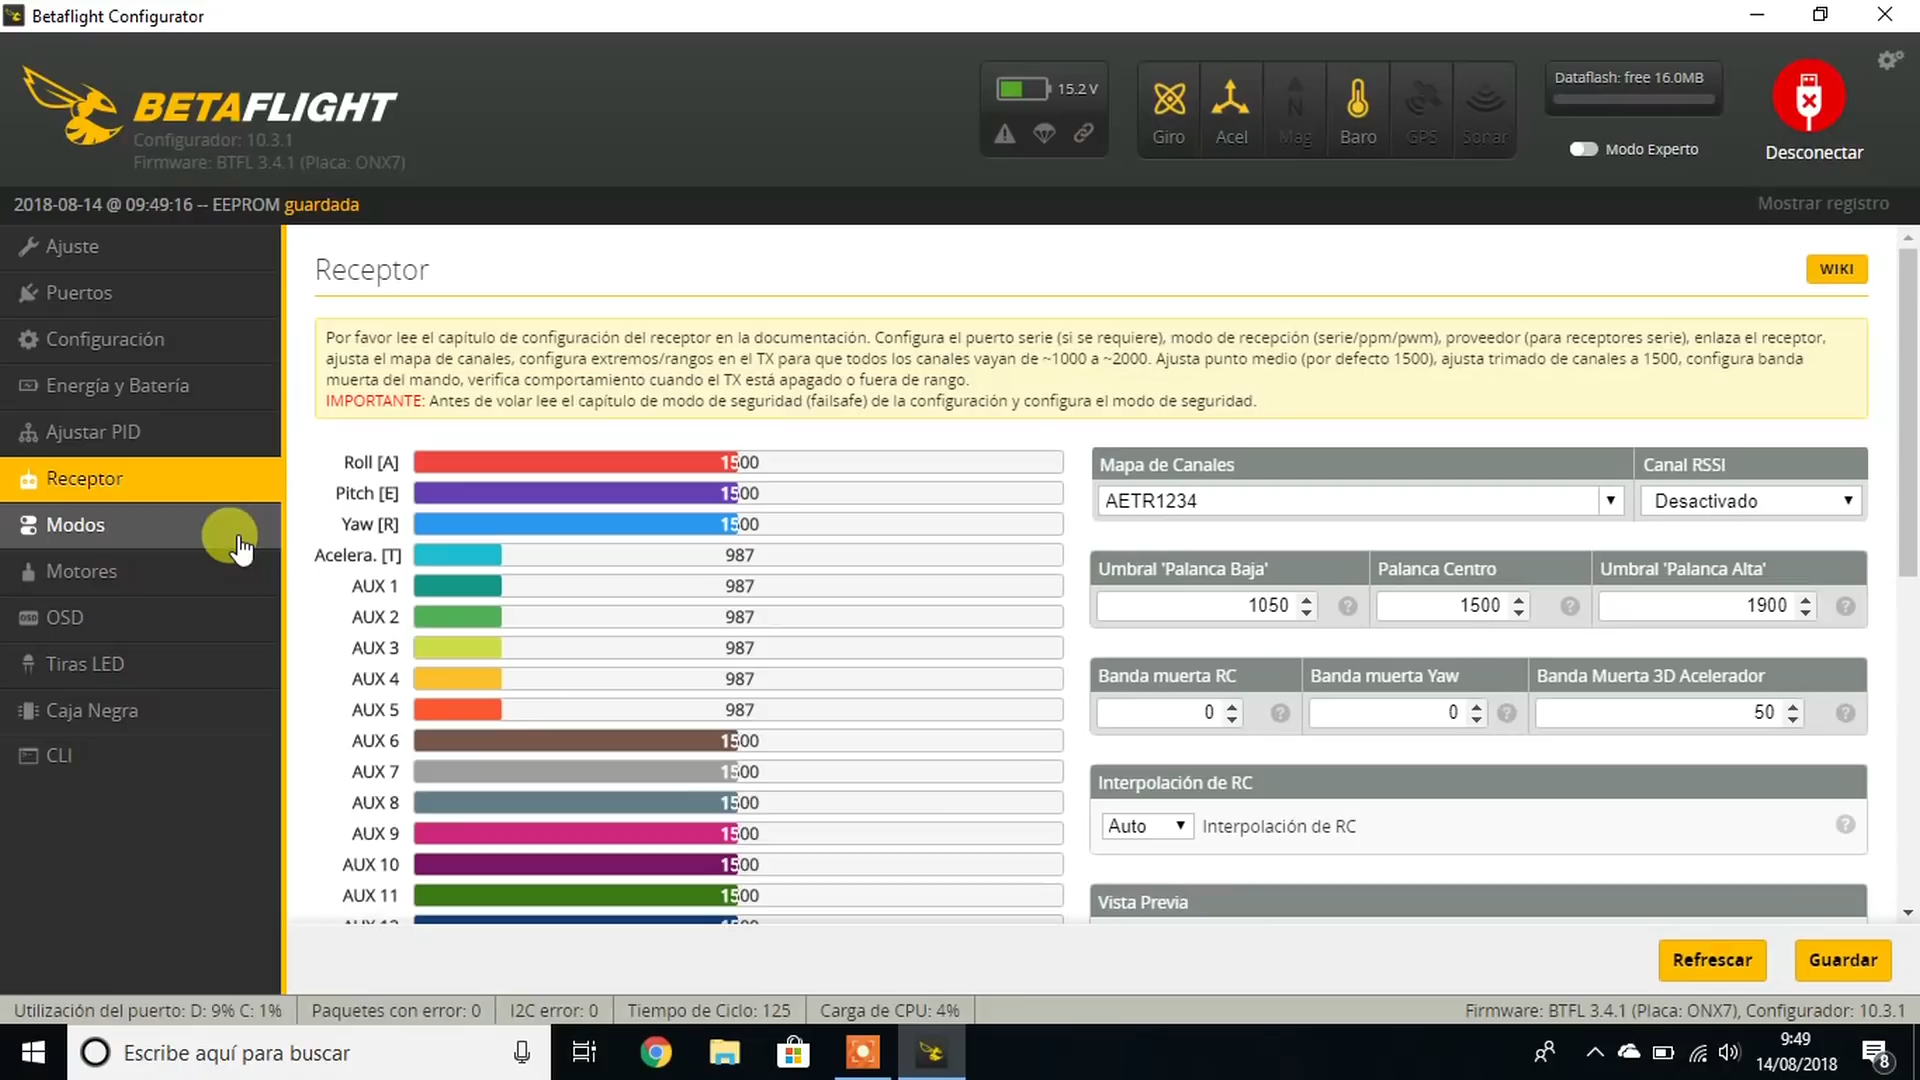 Betaflight Configurator
BETAFLIGHT
Configurador: 10.3.1
Firmware: BTFL 3.4.1 (Placa: ONX7)
15.2 V
Giro
Acel
Mag
Baro
GPS
Sonar
Dataflash: free 16.0MB
Modo Experto
Desconectar
2018-08-14 @ 09:49:16 -- EEPROM guardada
Mostrar registro
Ajuste
Puertos
Configuración
Energía y Batería
Ajustar PID
Receptor
Modos
Motores
OSD
Tiras LED
Caja Negra
CLI
Receptor
WIKI
Por favor lee el capítulo de configuración del receptor en la documentación. Configura el puerto serie (si se requiere), modo de recepción (serie/ppm/pwm), proveedor (para receptores serie), enlaza el receptor,
ajusta el mapa de canales, configura extremos/rangos en el TX para que todos los canales vayan de ~1000 a ~2000. Ajusta punto medio (por defecto 1500), ajusta trimado de canales a 1500, configura banda
muerta del mando, verifica comportamiento cuando el TX está apagado o fuera de rango.
IMPORTANTE: Antes de volar lee el capítulo de modo de seguridad (failsafe) de la configuración y configura el modo de seguridad.
Roll [A] 1500
Pitch [E] 1500
Yaw [R] 1500
Acelera. [T] 987
AUX 1 987
AUX 2 987
AUX 3 987
AUX 4 987
AUX 5 987
AUX 6 1500
AUX 7 1500
AUX 8 1500
AUX 9 1500
AUX 10 1500
AUX 11 1500
Mapa de Canales
Canal RSSI
AETR1234
Desactivado
Umbral 'Palanca Baja'
Palanca Centro
Umbral 'Palanca Alta'
1050
1500
1900
Banda muerta RC
Banda muerta Yaw
Banda Muerta 3D Acelerador
0
0
50
Interpolación de RC
Auto
Interpolación de RC
Vista Previa
Refrescar
Guardar
Utilización del puerto: D: 9% C: 1%
Paquetes con error: 0
I2C error: 0
Tiempo de Ciclo: 125
Carga de CPU: 4%
Firmware: BTFL 3.4.1 (Placa: ONX7), Configurador: 10.3.1
Escribe aquí para buscar
9:49
14/08/2018
8